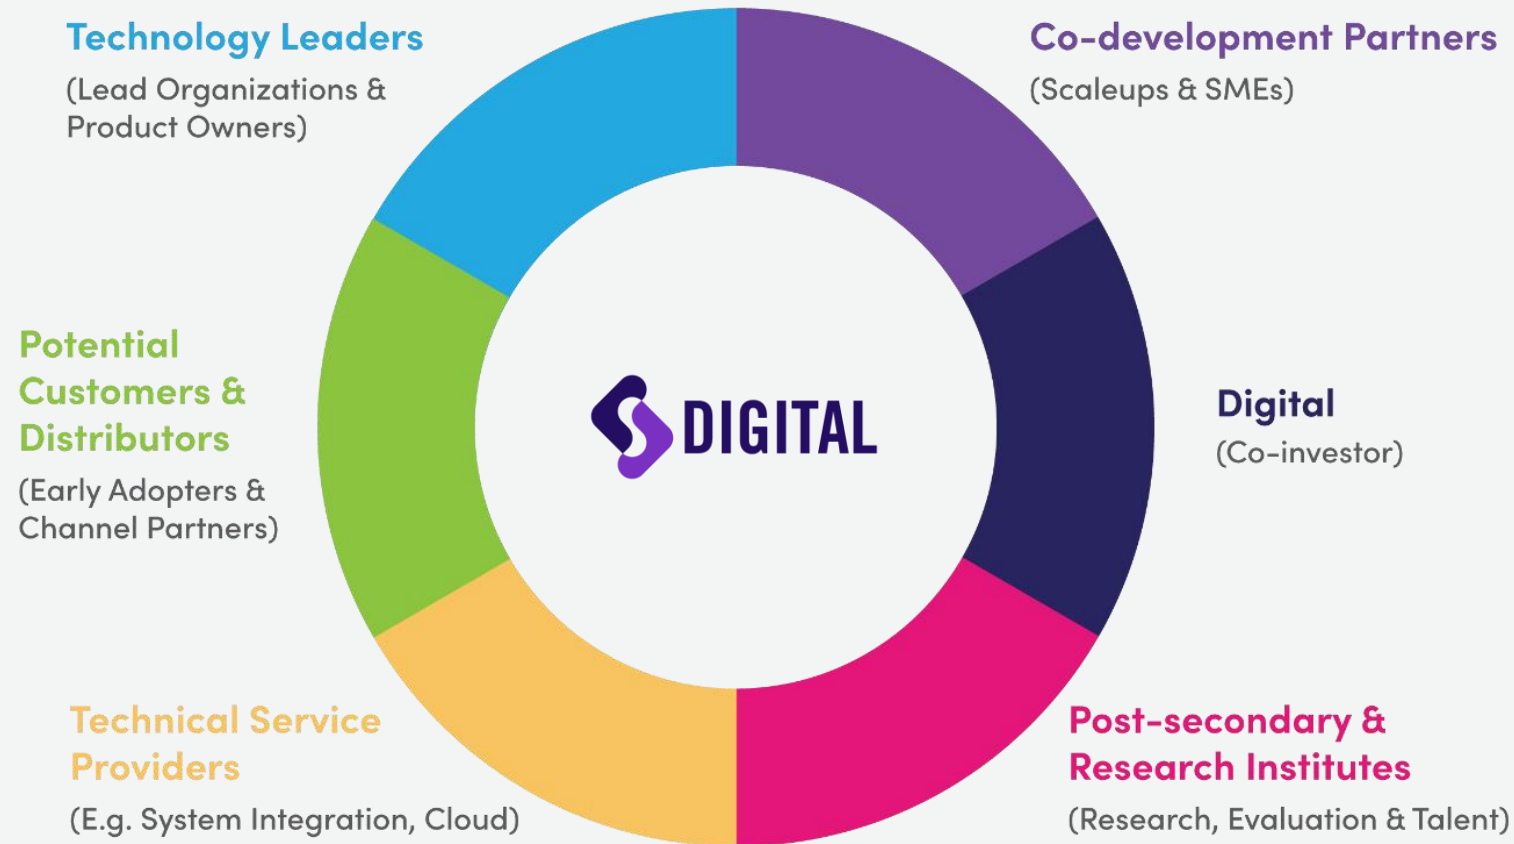 Technology Leaders
(Lead Organizations &
Product Owners)
Co-development Partners
(Scaleups & SMEs)
Potential
Customers &
Distributors
(Early Adopters &
Channel Partners)
DIGITAL
Digital
(Co-investor)
Technical Service
Providers
(E.g. System Integration, Cloud)
Post-secondary &
Research Institutes
(Research, Evaluation & Talent)